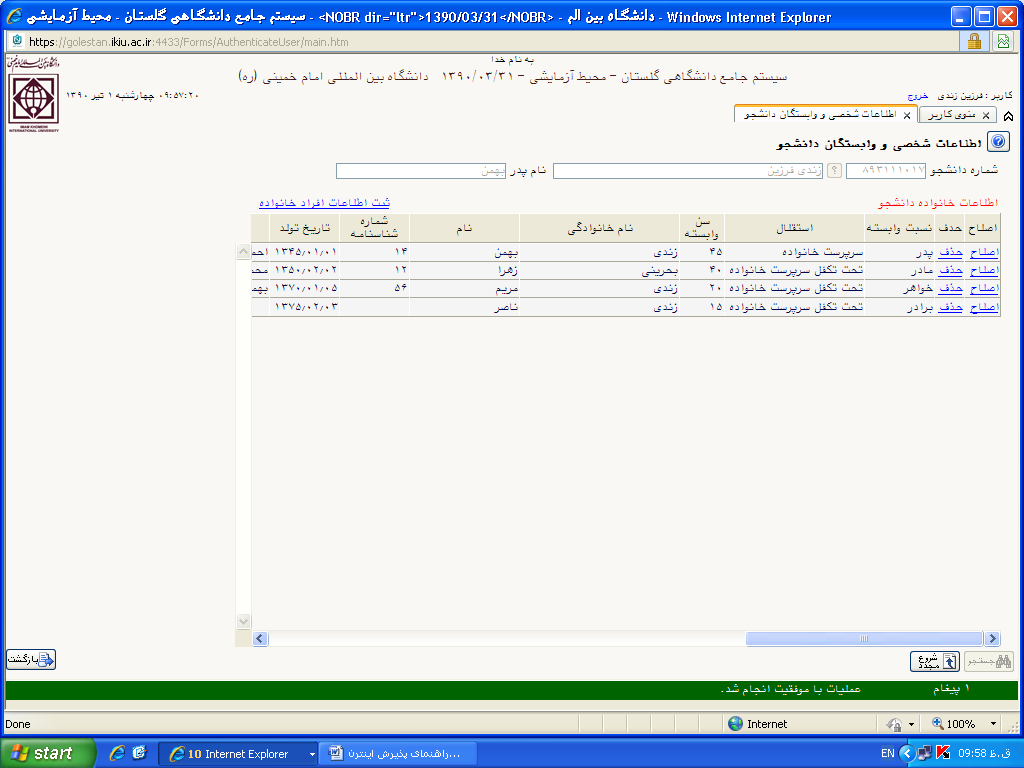 سیستم جامع دانشگاهی گلستان - محیط آزمایشی - <NOBR dir="ltr">1390/03/31</NOBR> - دانشگاه بین الم - Windows Internet Explorer
https://golestan.ikiu.ac.ir:4433/Forms/AuthenticateUser/main.htm
به نام خدا
سیستم جامع دانشگاهی گلستان - محیط آزمایشی - ۱۳۹۰/۰۳/۳۱ دانشگاه بین المللی امام خمینی (ره)
IMAM KHOMEINI
INTERNATIONAL UNIVERSITY
کاربر : فرزین زندی خروج
۰۹:۵۷:۲۰ چهارشنبه ۱ تیر ۱۳۹۰
منوی کاربر
اطلاعات شخصی و وابستگان دانشجو
اطلاعات شخصی و وابستگان دانشجو
شماره دانشجو ۸۹۳۱۱۱۰۱۷ ? زندی فرزین نام پدر بهمن
اطلاعات خانواده دانشجو ثبت اطلاعات افراد خانواده
اصلاح حذف نسبت وابسته استقلال سن وابسته نام خانوادگی نام شماره شناسنامه تاریخ تولد
اصلاح حذف پدر سرپرست خانواده ۴۵ زندی بهمن ۱۴ ۱۳۴۵/۰۱/۰۱ احم
اصلاح حذف مادر تحت تکفل سرپرست خانواده ۴۰ بحرینی زهرا ۱۲ ۱۳۵۰/۰۲/۰۲ محم
اصلاح حذف خواهر تحت تکفل سرپرست خانواده ۲۰ زندی مریم ۵۶ ۱۳۷۰/۰۱/۰۵ بهم
اصلاح حذف برادر تحت تکفل سرپرست خانواده ۱۵ زندی ناصر ۱۳۷۵/۰۲/۰۳
جستجو
شروع مجدد
بازگشت
۱ پیغام عملیات با موفقیت انجام شد.
Done Internet 100%
start 10 Internet Explorer راهنمای پذیرش اینترن... EN 09:58 ق.ظ